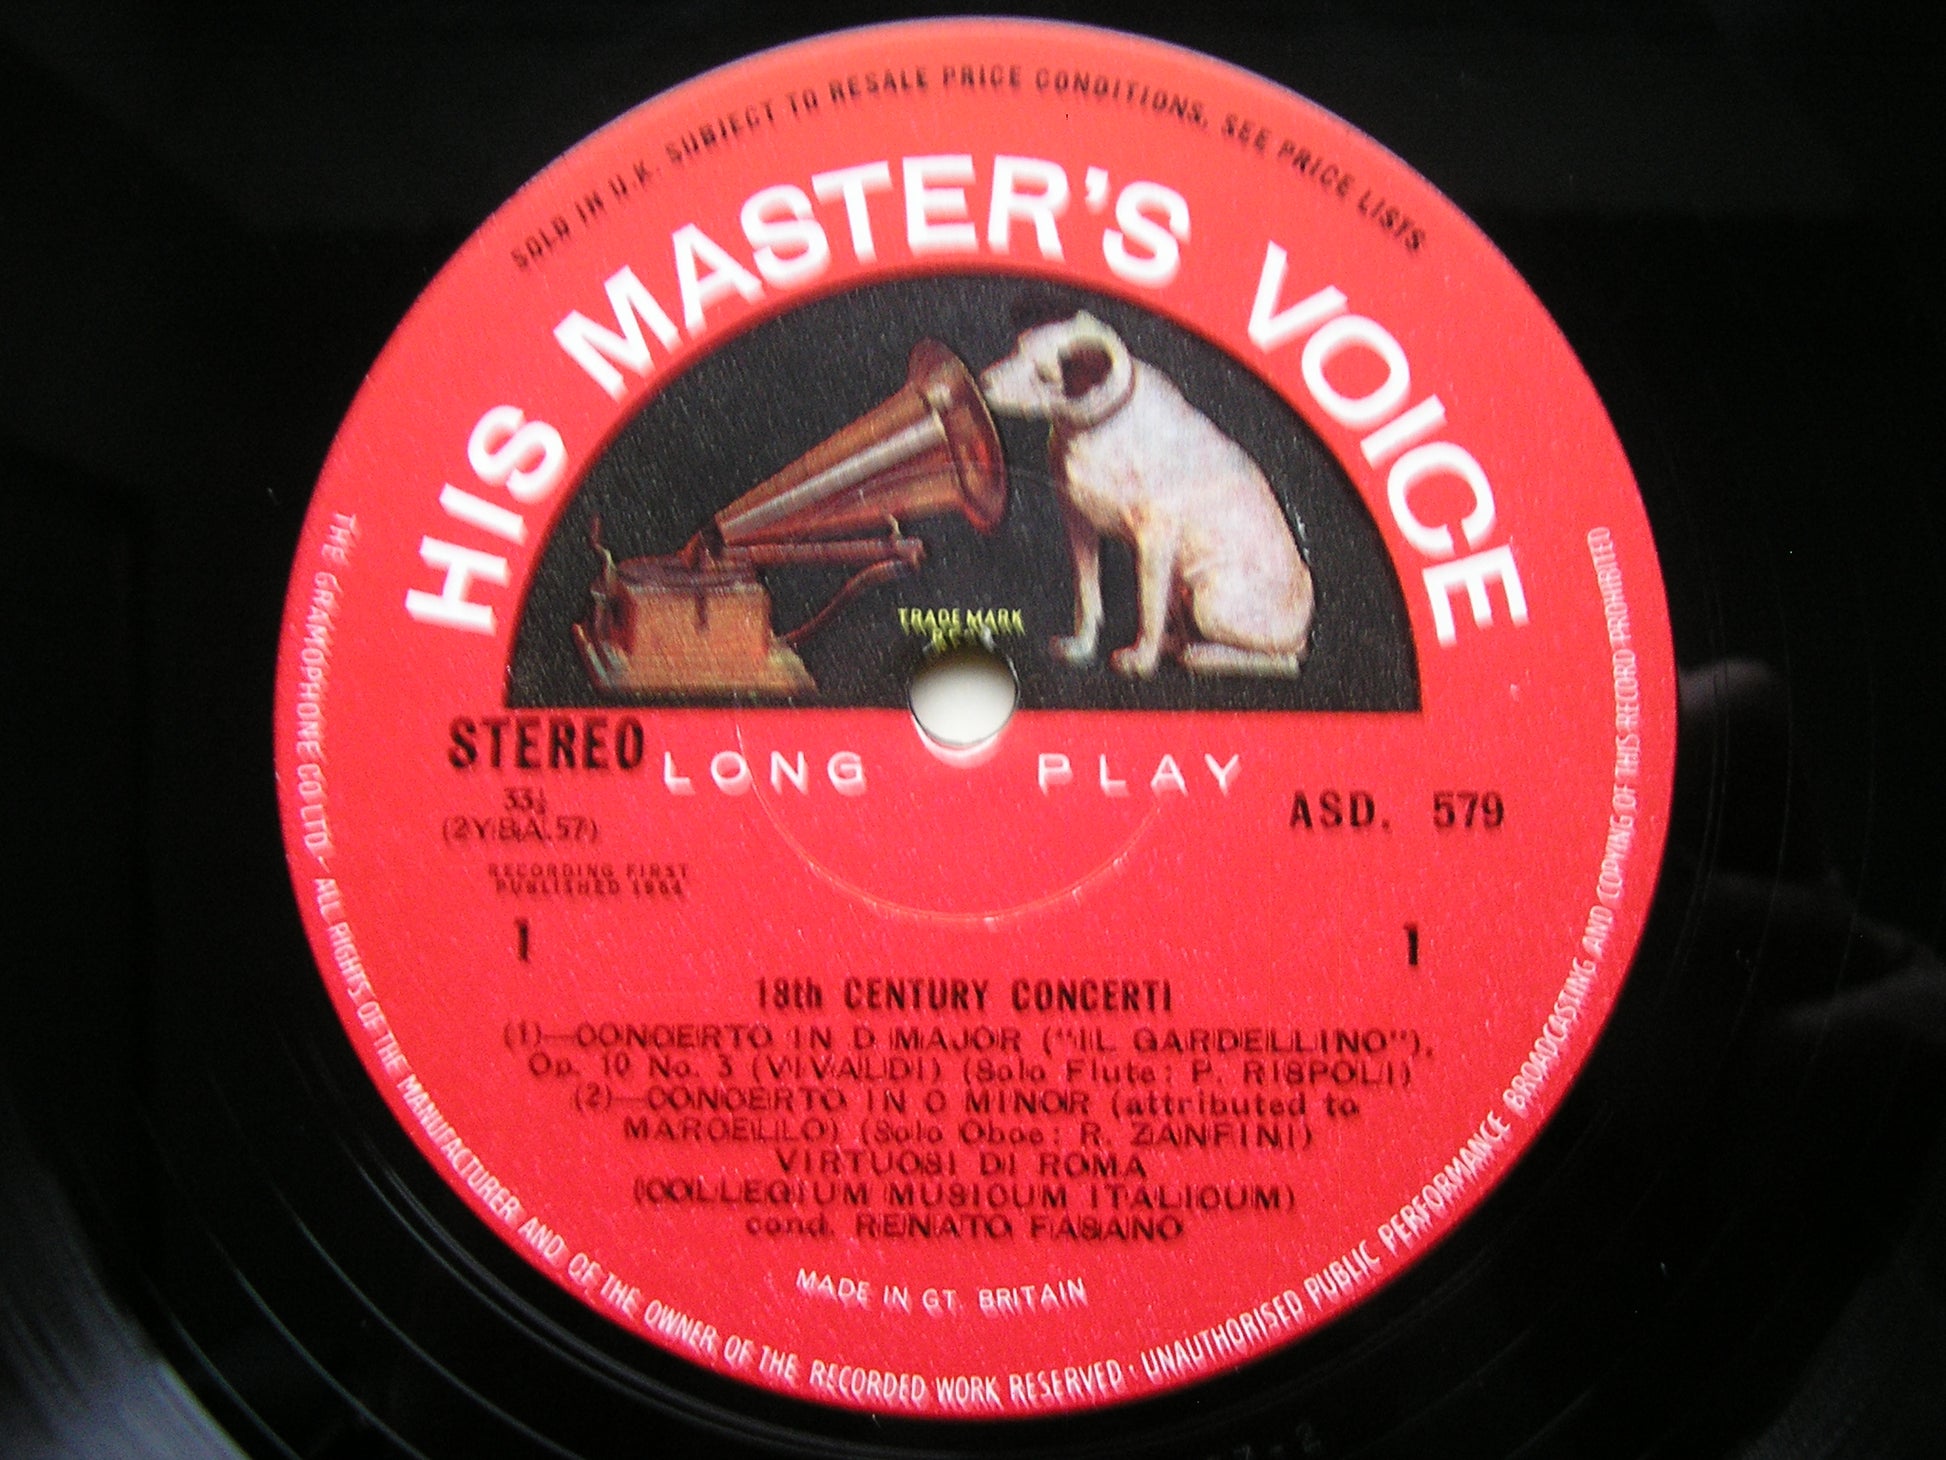 SOLD IN U.K. SUBJECT TO RESALE PRICE CONDITIONS. SEE PRICE LISTS
HIS MASTER'S VOICE
TRADE MARK
STEREO
LONG PLAY
33⅓
(2YBA.57)
ASD. 579
RECORDING FIRST
PUBLISHED 1964
1 1
18th CENTURY CONCERTI
(1)—CONCERTO IN D MAJOR ("IL GARDELLINO"),
Op. 10 No. 3 (VIVALDI) (Solo Flute: P. RISPOLI)
(2)—CONCERTO IN C MINOR (attributed to
MARCELLO) (Solo Oboe: R. ZANFINI)
VIRTUOSI DI ROMA
(COLLEGIUM MUSICUM ITALICUM)
cond. RENATO FASANO
MADE IN GT. BRITAIN
THE GRAMOPHONE CO. LTD. ALL RIGHTS OF THE MANUFACTURER AND OF THE OWNER OF THE RECORDED WORK RESERVED · UNAUTHORISED PUBLIC PERFORMANCE BROADCASTING AND COPYING OF THIS RECORD PROHIBITED